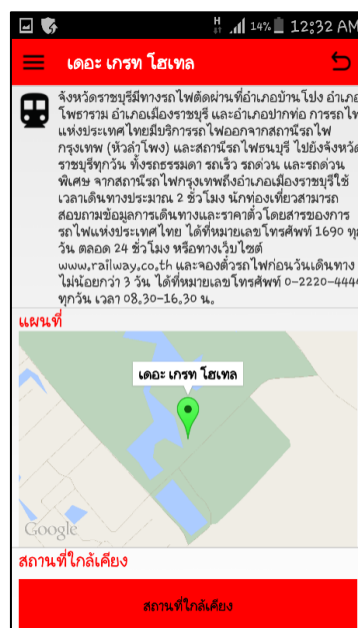 H 14% 12:32 AM
เดอะ เกรท โฮเทล
จังหวัดราชบุรีมีทางรถไฟตัดผ่านที่อำเภอบ้านโป่ง อำเภอ
โพธาราม อำเภอเมืองราชบุรี และอำเภอปากท่อ การรถไฟ
แห่งประเทศไทยมีบริการรถไฟออกจากสถานีรถไฟ
กรุงเทพ (หัวลำโพง) และสถานีรถไฟธนบุรี ไปยังจังหวัด
ราชบุรีทุกวัน ทั้งรถธรรมดา รถเร็ว รถด่วน และรถด่วน
พิเศษ จากสถานีรถไฟกรุงเทพถึงอำเภอเมืองราชบุรีใช้
เวลาเดินทางประมาณ 2 ชั่วโมง นักท่องเที่ยวสามารถ
สอบถามข้อมูลการเดินทางและราคาตั๋วโดยสารของการ
รถไฟแห่งประเทศไทย ได้ที่หมายเลขโทรศัพท์ 1690 ทุก
วัน ตลอด 24 ชั่วโมง หรือทางเว็บไซต์
www.railway.co.th และจองตั๋วรถไฟก่อนวันเดินทาง
ไม่น้อยกว่า 3 วัน ได้ที่หมายเลขโทรศัพท์ 0-2220-4444
ทุกวัน เวลา 08.30-16.30 น.
แผนที่
เดอะ เกรท โฮเทล
Google
สถานที่ใกล้เคียง
สถานที่ใกล้เคียง